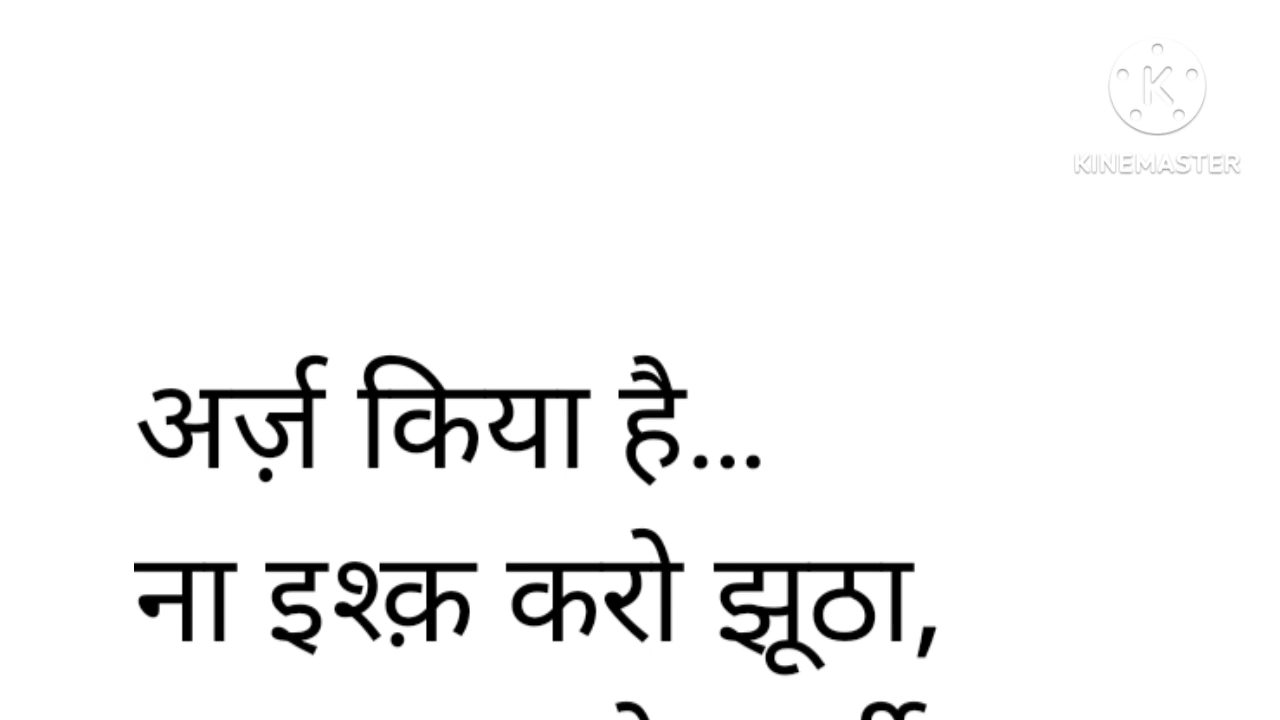 KINEMASTER
अर्ज़ किया है...
ना इश्क़ करो झूठा,